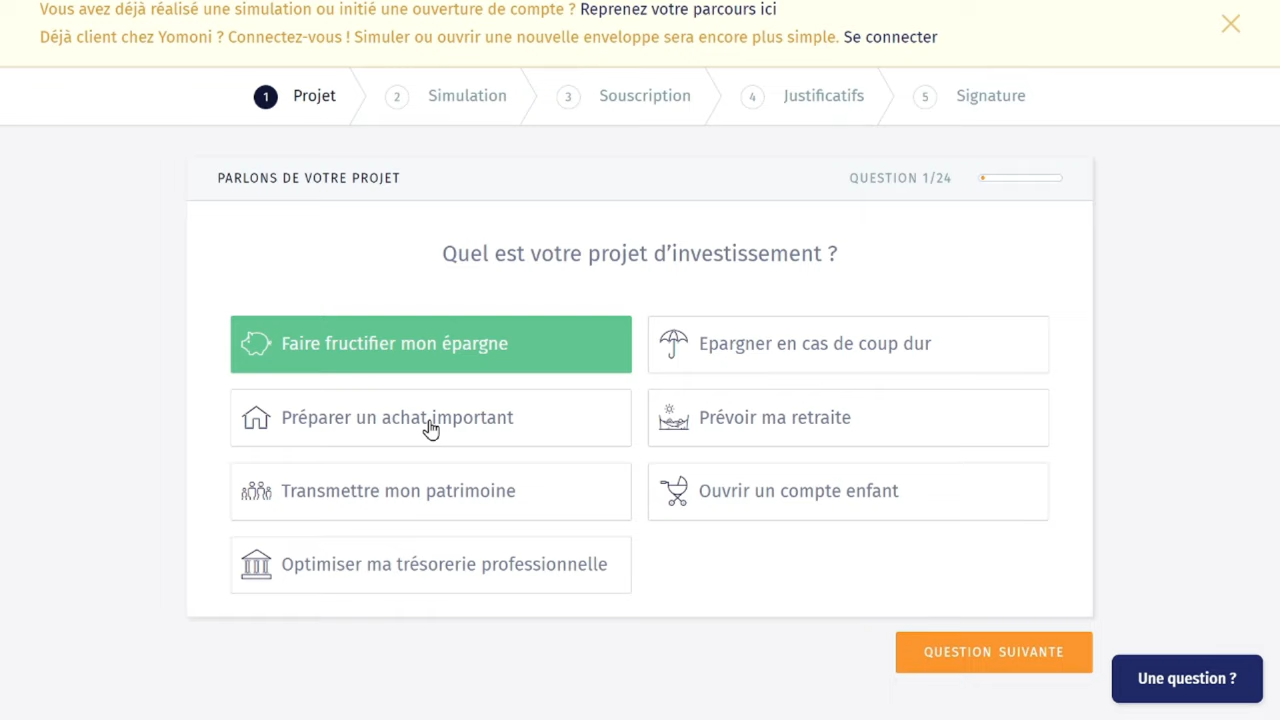 Vous avez déjà réalisé une simulation ou initié une ouverture de compte ? Reprenez votre parcours ici
Déjà client chez Yomoni ? Connectez-vous ! Simuler ou ouvrir une nouvelle enveloppe sera encore plus simple. Se connecter
1 Projet 2 Simulation 3 Souscription 4 Justificatifs 5 Signature
PARLONS DE VOTRE PROJET QUESTION 1/24
Quel est votre projet d’investissement ?
Faire fructifier mon épargne Epargner en cas de coup dur
Préparer un achat important Prévoir ma retraite
Transmettre mon patrimoine Ouvrir un compte enfant
Optimiser ma trésorerie professionnelle
QUESTION SUIVANTE
Une question ?